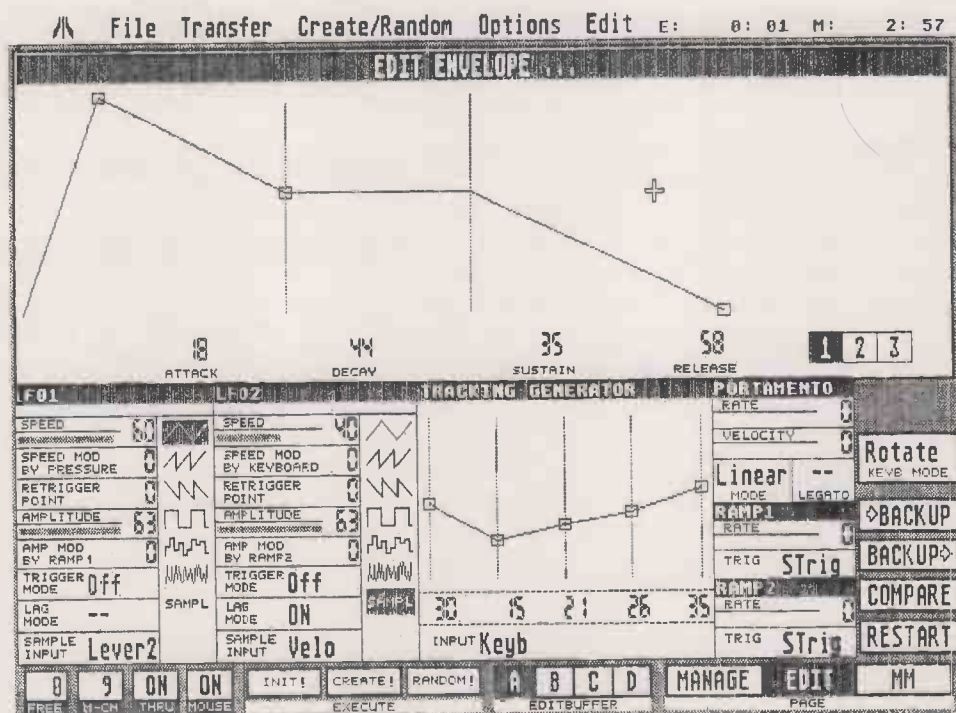 File Transfer Create/Random Options Edit E: 0: 01 M: 2: 57
EDIT ENVELOPE...
18 44 35 58
ATTACK DECAY SUSTAIN RELEASE
1 2 3
LFO1
SPEED 60
SPEED MOD BY PRESSURE 0
RETRIGGER POINT 0
AMPLITUDE 63
AMP MOD BY RAMP1 0
TRIGGER MODE Off
LAG MODE --
SAMPLE INPUT Lever2
SAMPL
LFO2
SPEED 40
SPEED MOD BY KEYBOARD 0
RETRIGGER POINT 0
AMPLITUDE 63
AMP MOD BY RAMP2 0
TRIGGER MODE Off
LAG MODE ON
SAMPLE INPUT Velo
SAMPL
TRACKING GENERATOR
30 15 21 26 35
INPUT Keyb
PORTAMENTO
RATE 0
VELOCITY 0
Linear --
MODE LEGATO
RAMP1
RATE 0
TRIG STrig
RAMP2
RATE 0
TRIG STrig
Rotate
KEYB MODE
◇BACKUP
BACKUP◇
COMPARE
RESTART
8 9 ON ON INIT! CREATE! RANDOM! A B C D MANAGE EDIT MM
FREE M-CH THRU MOUSE EXECUTE EDITBUFFER PAGE